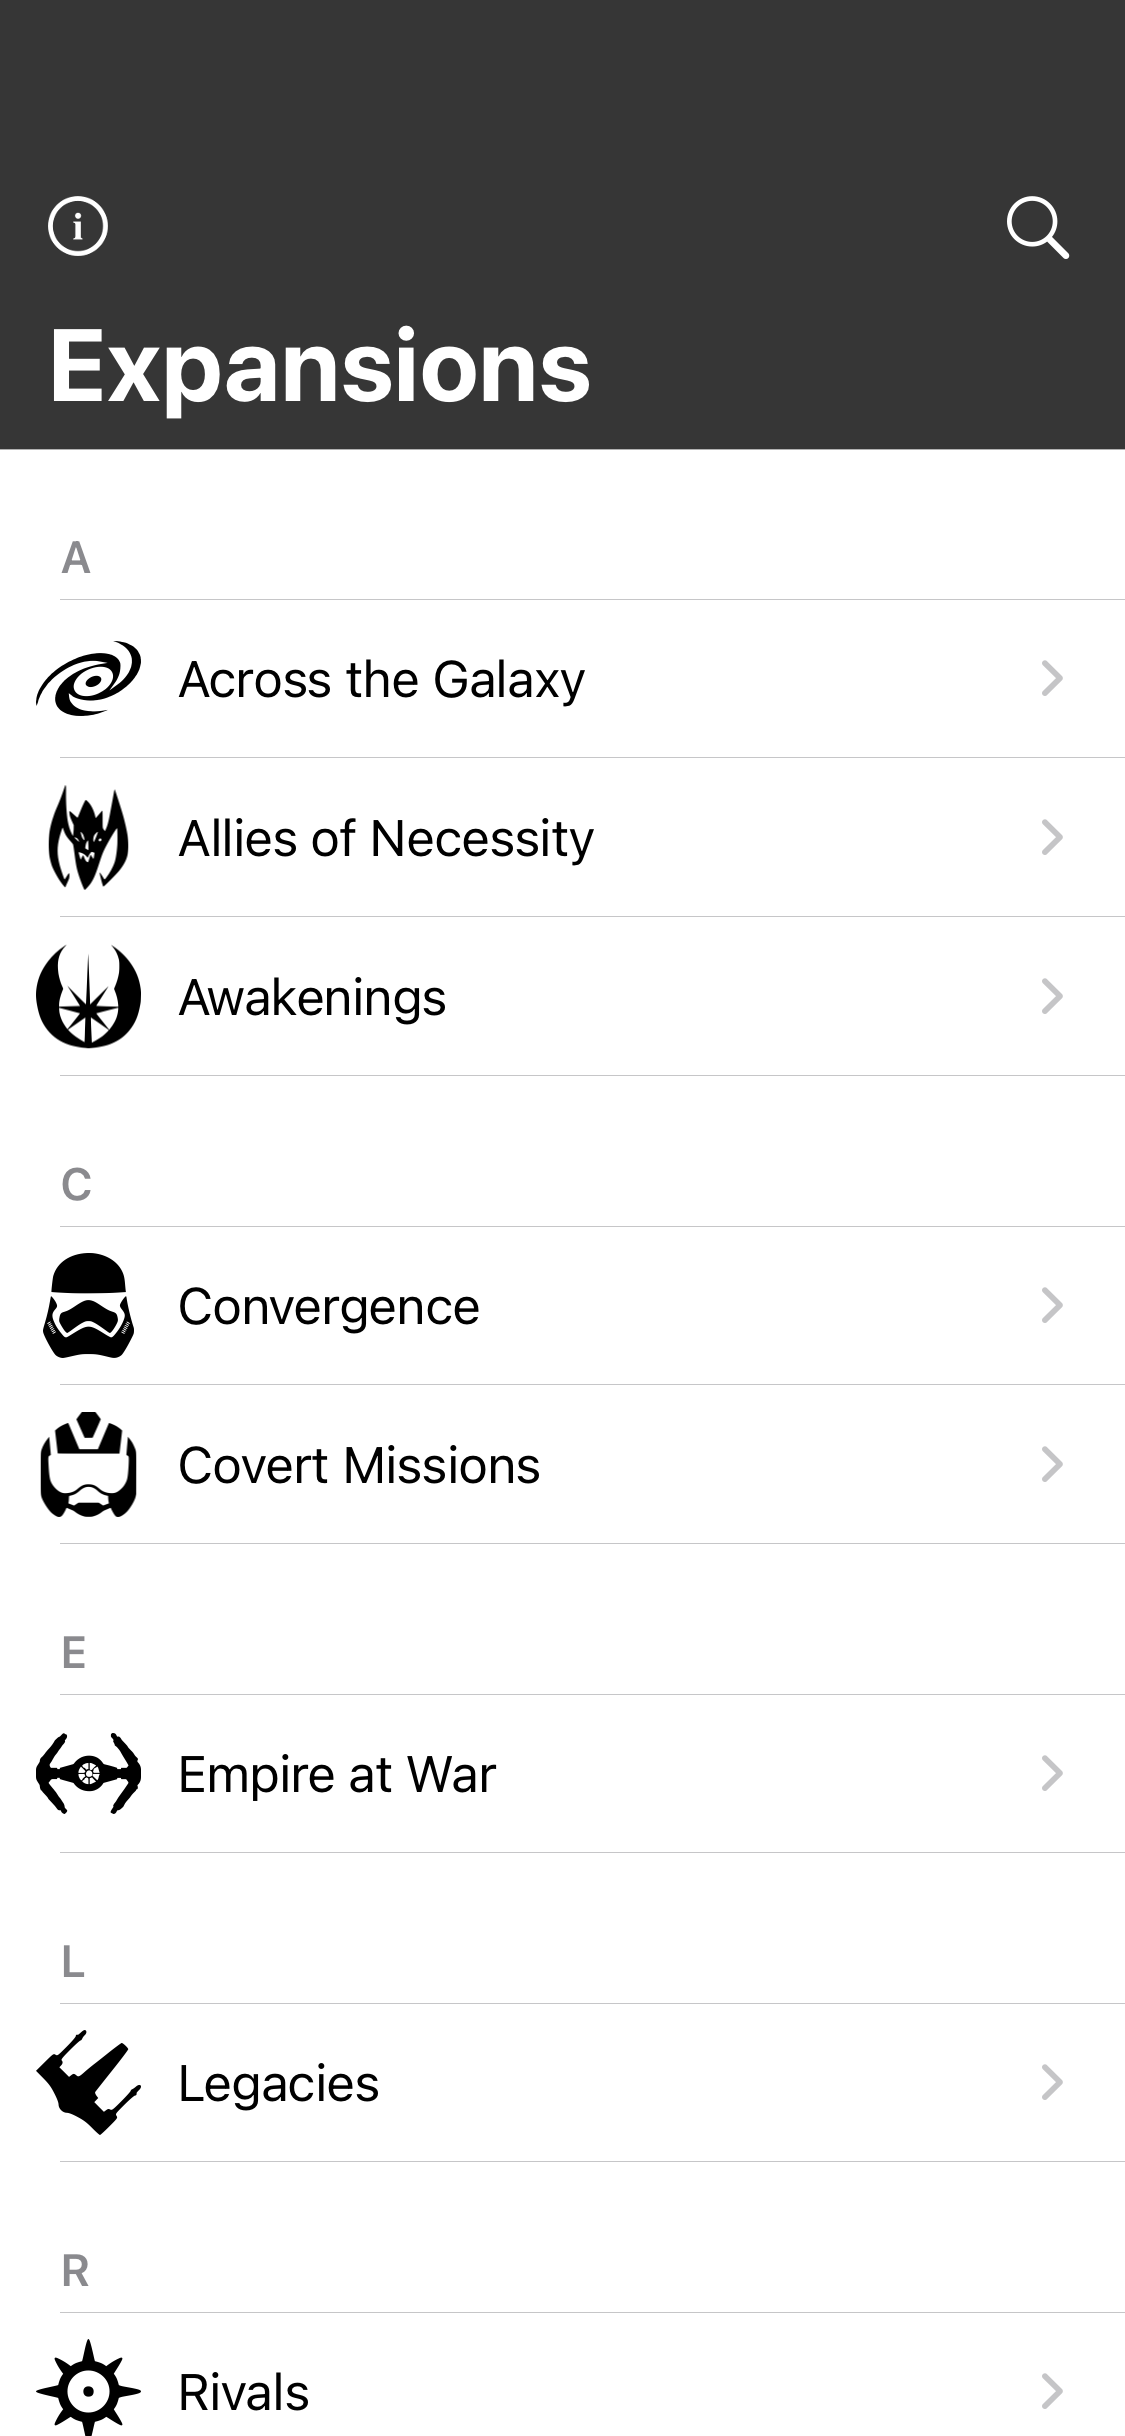 Expansions
A
Across the Galaxy
Allies of Necessity
Awakenings
C
Convergence
Covert Missions
E
Empire at War
L
Legacies
R
Rivals